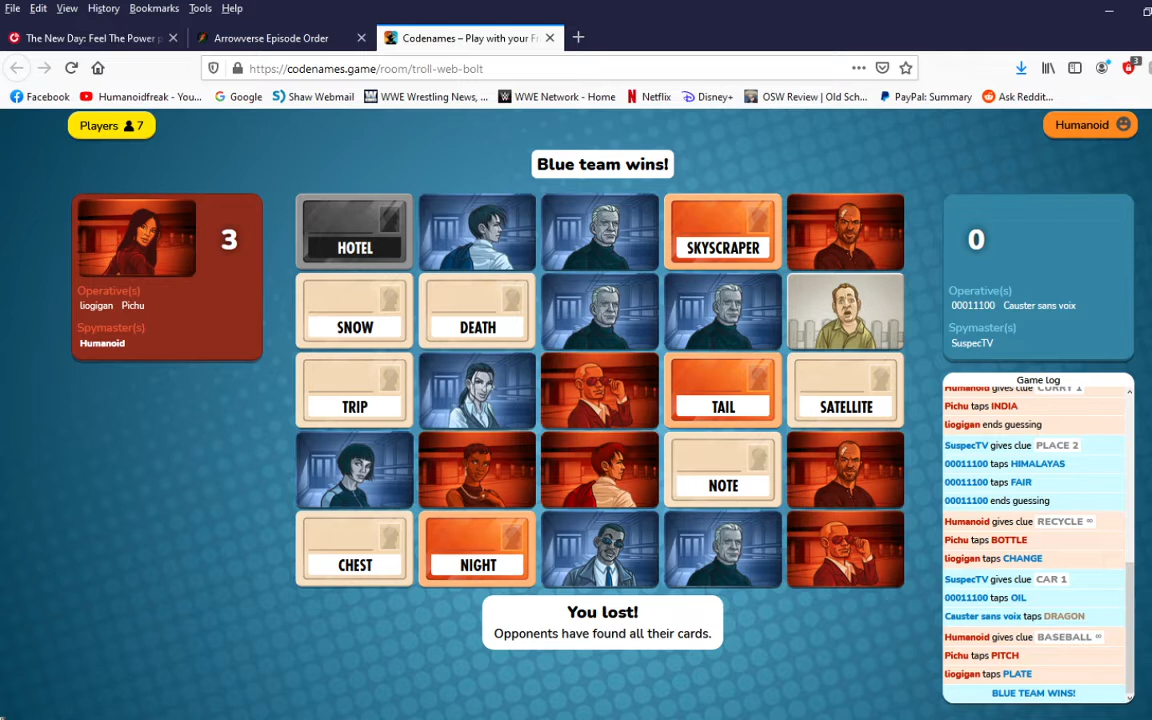 File Edit View History Bookmarks Tools Help
The New Day: Feel The Power p
Arrowverse Episode Order
Codenames – Play with your Fr
https://codenames.game/room/troll-web-bolt
3
Facebook
Humanoidfreak - You...
Google
Shaw Webmail
WWE Wrestling News, ...
WWE Network - Home
Netflix
Disney+
OSW Review | Old Sch...
PayPal: Summary
Ask Reddit...
Players 7
Humanoid
Blue team wins!
3
Operative(s)
liogigan Pichu
Spymaster(s)
Humanoid
HOTEL
SKYSCRAPER
SNOW
DEATH
TRIP
TAIL
SATELLITE
NOTE
CHEST
NIGHT
You lost!
Opponents have found all their cards.
0
Operative(s)
00011100 Causter sans voix
Spymaster(s)
SuspecTV
Game log
Humanoid gives clue CURRY 1
Pichu taps INDIA
liogigan ends guessing
SuspecTV gives clue PLACE 2
00011100 taps HIMALAYAS
00011100 taps FAIR
00011100 ends guessing
Humanoid gives clue RECYCLE ∞
Pichu taps BOTTLE
liogigan taps CHANGE
SuspecTV gives clue CAR 1
00011100 taps OIL
Causter sans voix taps DRAGON
Humanoid gives clue BASEBALL ∞
Pichu taps PITCH
liogigan taps PLATE
BLUE TEAM WINS!